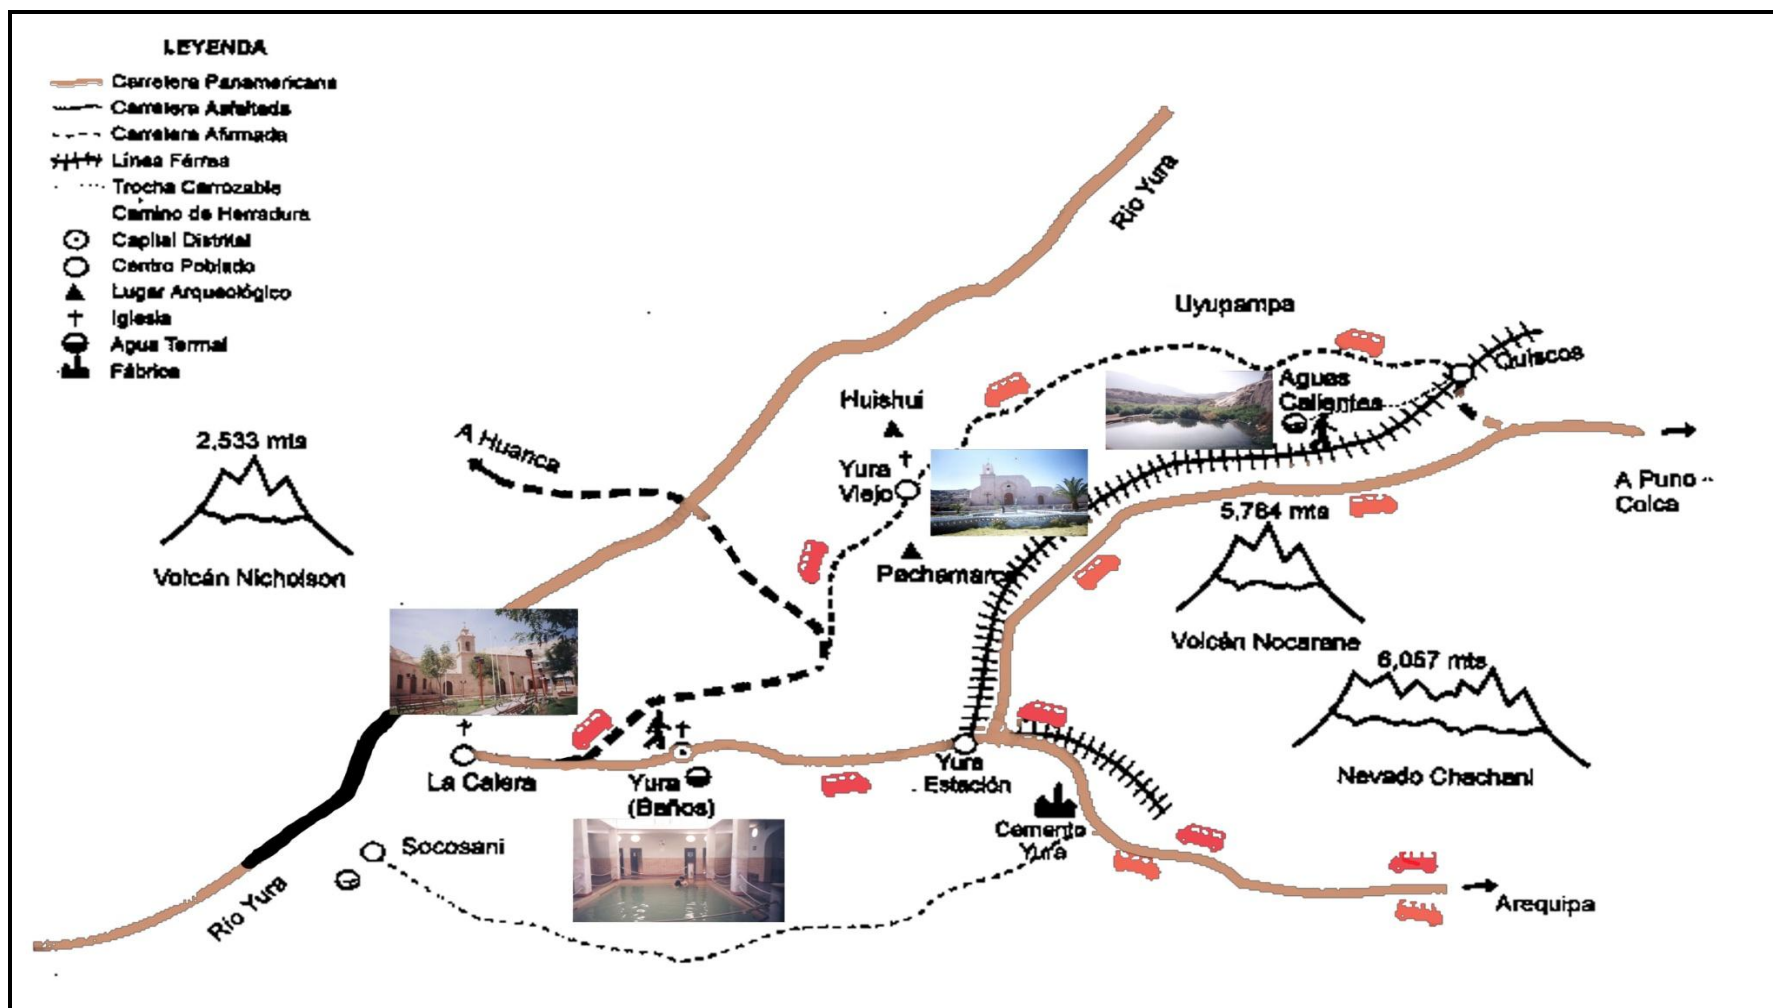 LEYENDA
Carretera Panamericana
Carretera Asfaltada
Carretera Afirmada
Línea Férrea
Trocha Carrozable
Camino de Herradura
Capital Distrital
Centro Poblado
Lugar Arqueológico
Iglesia
Agua Termal
Fábrica
Río Yura
Uyupampa
Quiscos
Aguas
Calientes
Huishui
A Huanca
2,533 mts
Volcán Nicholson
Yura
Viejo
A Puno -
Colca
5,784 mts
Volcán Nocarane
Pachamarca
6,057 mts
Nevado Chachani
La Calera
Yura
(Baños)
Yura
Estación
Cemento
Yura
Socosani
Río Yura
Arequipa